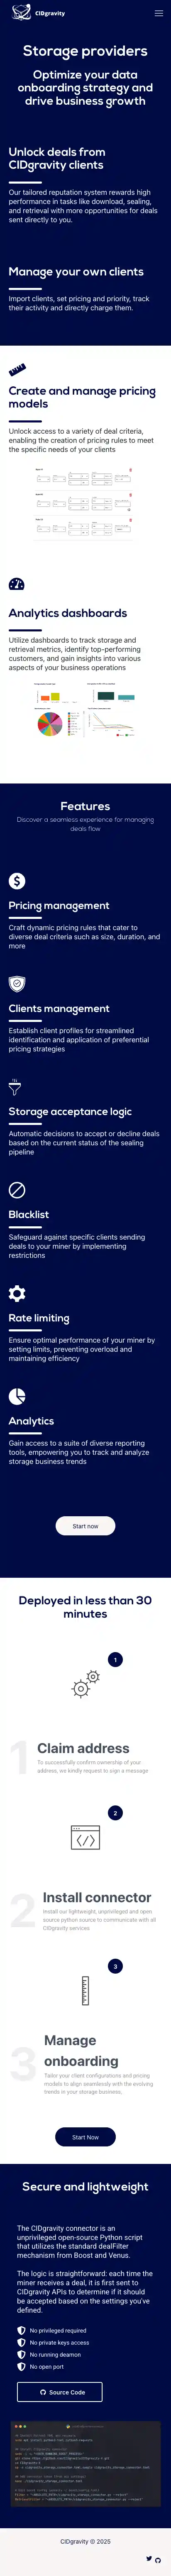 CIDgravity
Storage providers
Optimize your data
onboarding strategy and
drive business growth
Unlock deals from
CIDgravity clients
Our tailored reputation system rewards high
performance in tasks like download, sealing,
and retrieval with more opportunities for deals
sent directly to you.
Manage your own clients
Import clients, set pricing and priority, track
their activity and directly charge them.
Create and manage pricing
models
Unlock access to a variety of deal criteria,
enabling the creation of pricing rules to meet
the specific needs of your clients
Analytics dashboards
Utilize dashboards to track storage and
retrieval metrics, identify top-performing
customers, and gain insights into various
aspects of your business operations
Features
Discover a seamless experience for managing
deals flow
Pricing management
Craft dynamic pricing rules that cater to
diverse deal criteria such as size, duration, and
more
Clients management
Establish client profiles for streamlined
identification and application of preferential
pricing strategies
Storage acceptance logic
Automatic decisions to accept or decline deals
based on the current status of the sealing
pipeline
Blacklist
Safeguard against specific clients sending
deals to your miner by implementing
restrictions
Rate limiting
Ensure optimal performance of your miner by
setting limits, preventing overload and
maintaining efficiency
Analytics
Gain access to a suite of diverse reporting
tools, empowering you to track and analyze
storage business trends
Start now
Deployed in less than 30
minutes
1
1 Claim address
To successfully confirm ownership of your
address, we kindly request to sign a message
2
2 Install connector
Install our lightweight, unprivileged and open
source python source to communicate with all
CIDgravity services
3
3 Manage
onboarding
Tailor your client configurations and pricing
models to align seamlessly with the evolving
trends in your storage business.
Start Now
Secure and lightweight
The CIDgravity connector is an
unprivileged open-source Python script
that utilizes the standard dealFilter
mechanism from Boost and Venus.
The logic is straightforward: each time the
miner receives a deal, it is first sent to
CIDgravity APIs to determine if it should
be accepted based on the settings you've
defined.
No privileged required
No private keys access
No running deamon
No open port
Source Code
CIDgravity © 2025